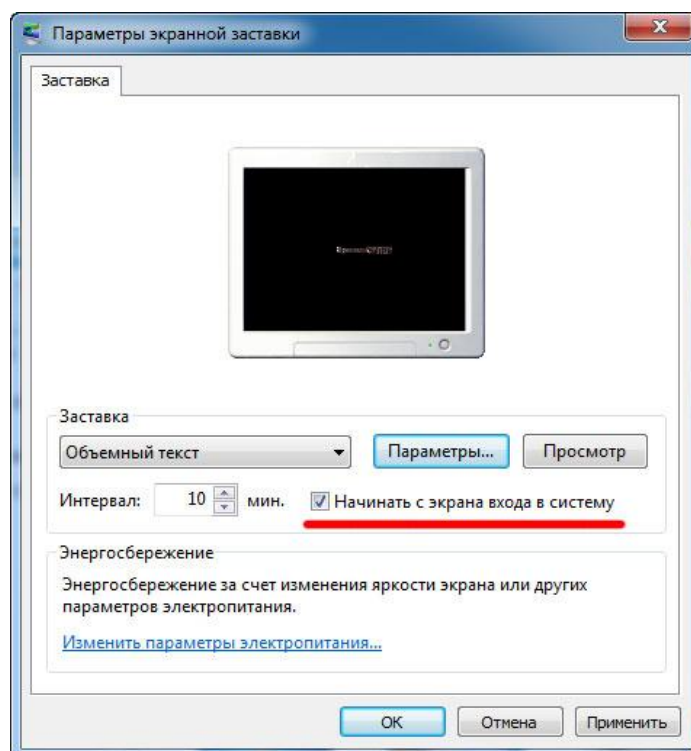 Параметры экранной заставки
Заставка
Заставка
Объемный текст
Параметры...
Просмотр
Интервал: 10 мин.
Начинать с экрана входа в систему
Энергосбережение
Энергосбережение за счет изменения яркости экрана или других
параметров электропитания.
Изменить параметры электропитания...
ОК
Отмена
Применить